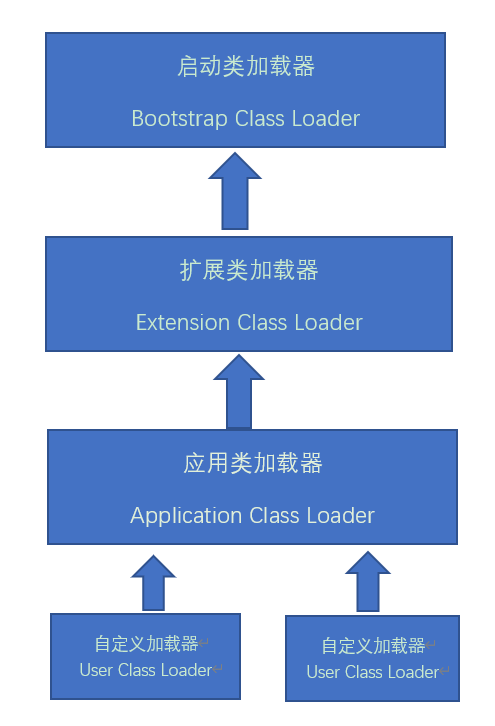 启动类加载器
Bootstrap Class Loader
扩展类加载器
Extension Class Loader
应用类加载器
Application Class Loader
自定义加载器
User Class Loader
自定义加载器
User Class Loader